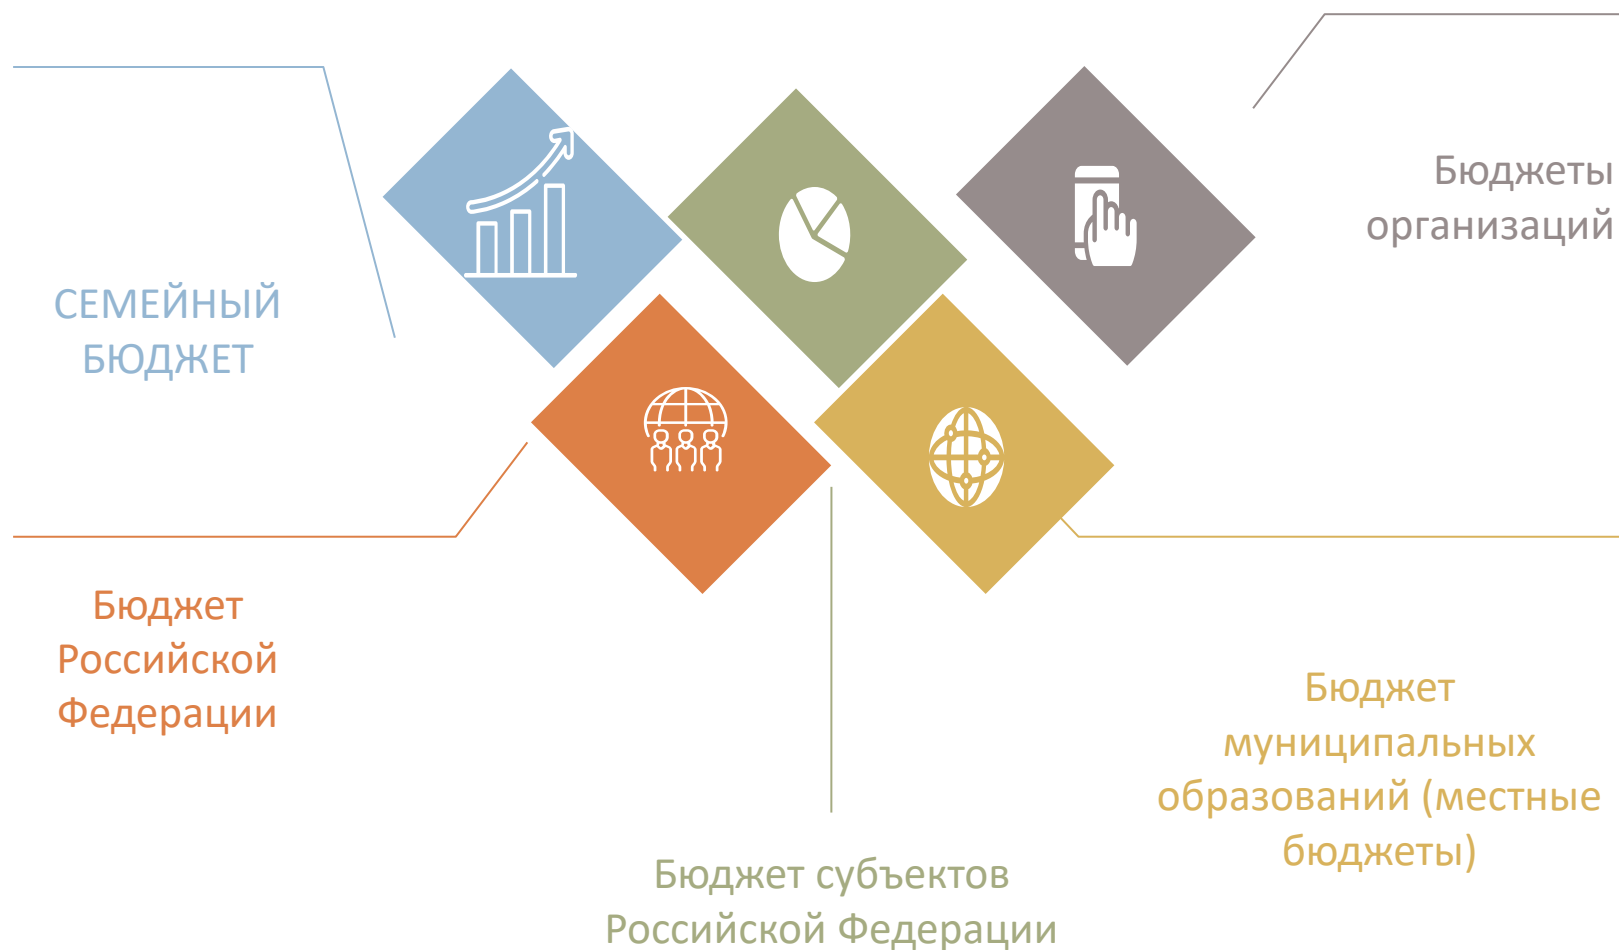 Бюджеты
организаций
СЕМЕЙНЫЙ
БЮДЖЕТ
Бюджет
Российской
Федерации
Бюджет
муниципальных
образований (местные
бюджеты)
Бюджет субъектов
Российской Федерации